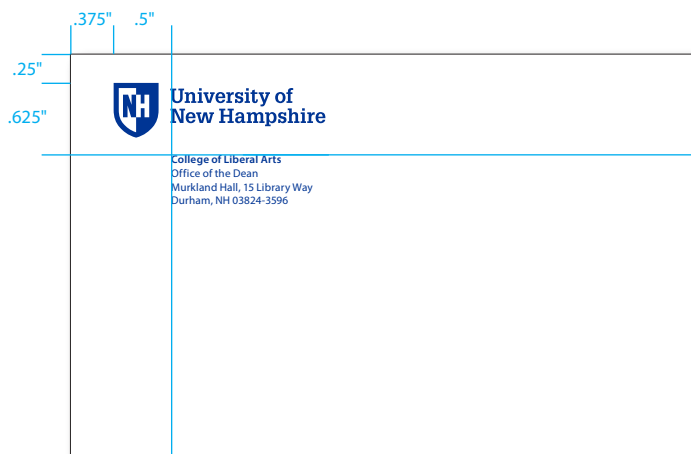 .375" .5"
.25"
.625"
NH
University of
New Hampshire
College of Liberal Arts
Office of the Dean
Murkland Hall, 15 Library Way
Durham, NH 03824-3596